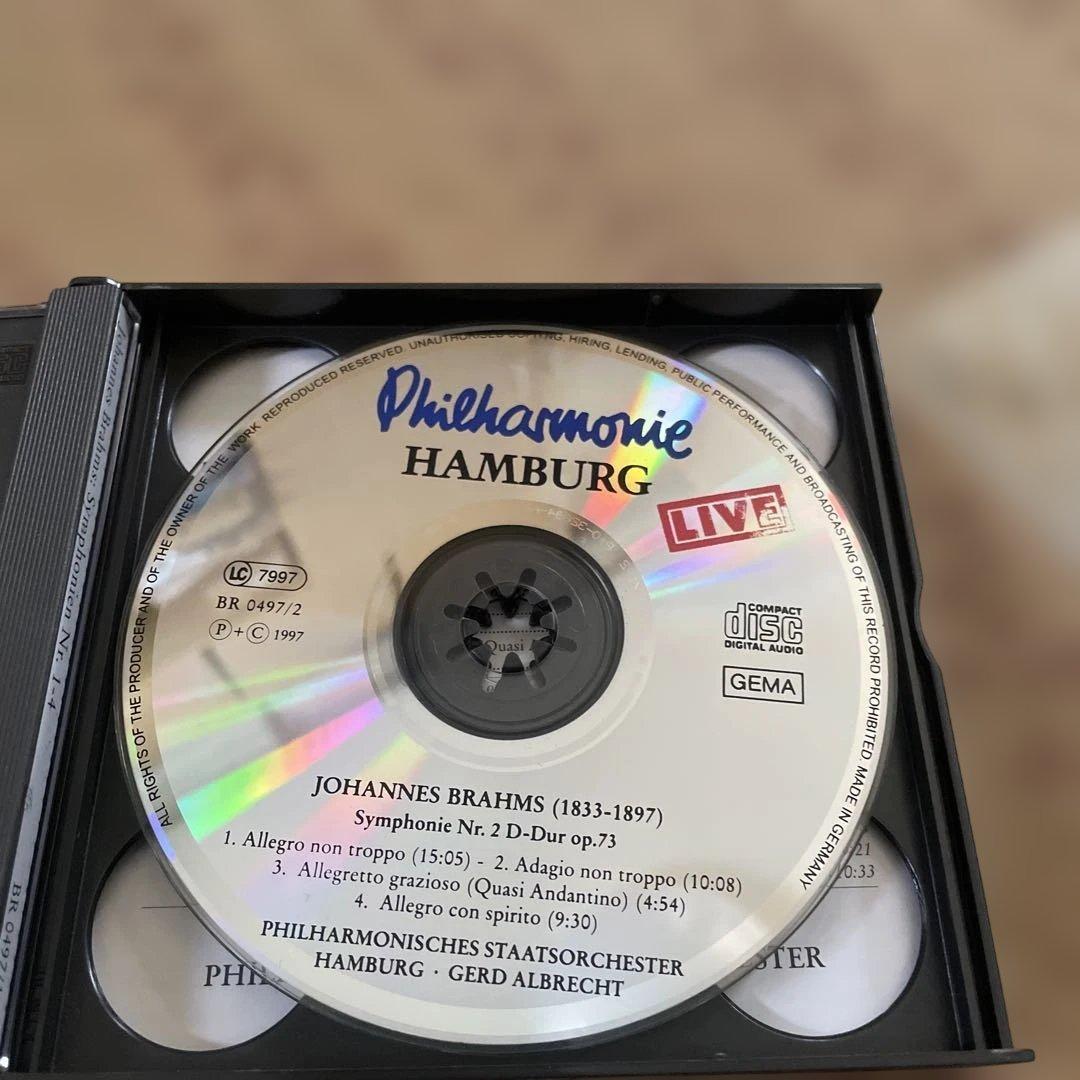 ALL RIGHTS OF THE PRODUCER AND OF THE OWNER OF THE WORK REPRODUCED RESERVED. UNAUTHORISED COPYING, HIRING, LENDING, PUBLIC PERFORMANCE AND BROADCASTING OF THIS RECORD PROHIBITED. MADE IN GERMANY
Philharmonie
HAMBURG
LIVE
LC 7997
BR 0497/2
Ⓟ+Ⓒ 1997
COMPACT
disc
DIGITAL AUDIO
GEMA
Quasi
JOHANNES BRAHMS (1833-1897)
Symphonie Nr. 2 D-Dur op.73
1. Allegro non troppo (15:05) - 2. Adagio non troppo (10:08)
3. Allegretto grazioso (Quasi Andantino) (4:54)
4. Allegro con spirito (9:30)
PHILHARMONISCHES STAATSORCHESTER
HAMBURG · GERD ALBRECHT
Johannes Brahms: Symphonien Nr. 1-4